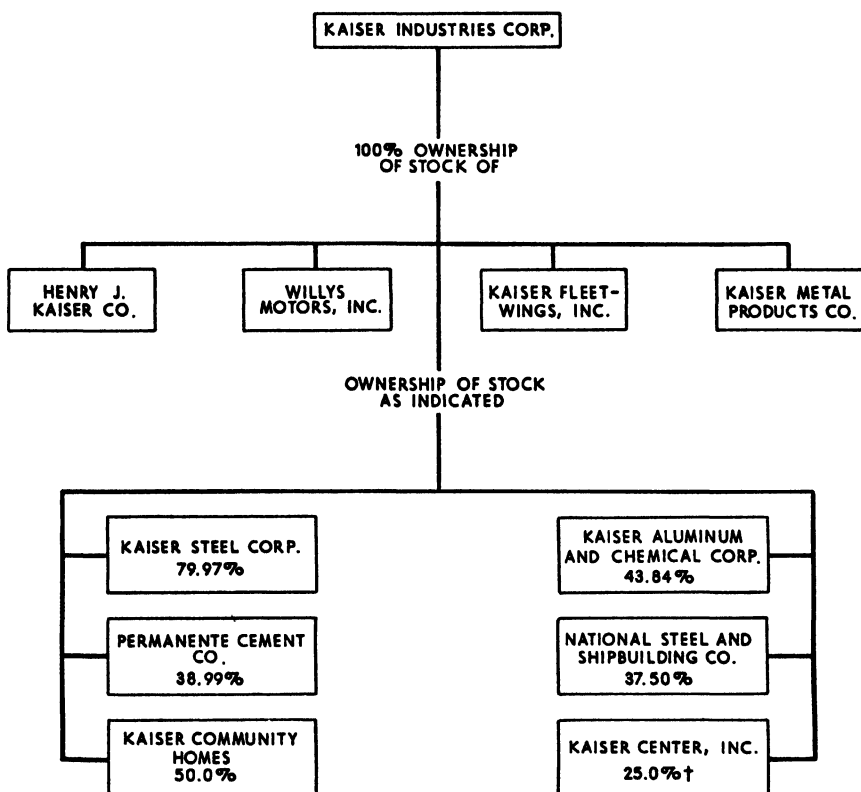 KAISER INDUSTRIES CORP.
100% OWNERSHIP
OF STOCK OF
HENRY J.
KAISER CO.
WILLYS
MOTORS, INC.
KAISER FLEET-
WINGS, INC.
KAISER METAL
PRODUCTS CO.
OWNERSHIP OF STOCK
AS INDICATED
KAISER STEEL CORP.
79.97%
KAISER ALUMINUM
AND CHEMICAL CORP.
43.84%
PERMANENTE CEMENT
CO.
38.99%
NATIONAL STEEL AND
SHIPBUILDING CO.
37.50%
KAISER COMMUNITY
HOMES
50.0%
KAISER CENTER, INC.
25.0%†